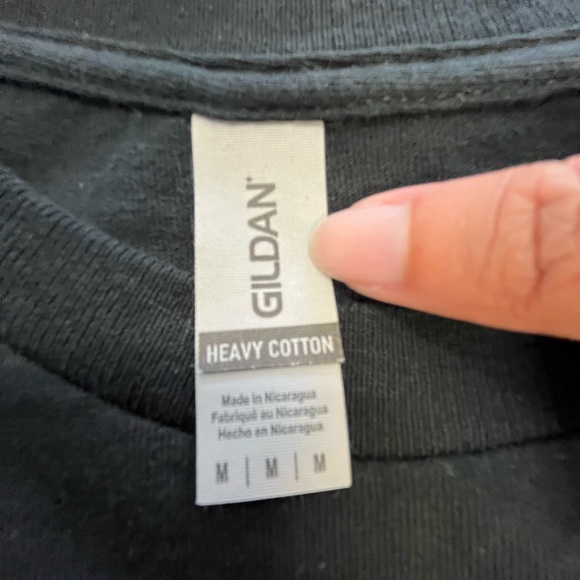 GILDAN®
HEAVY COTTON
Made in Nicaragua
Fabriqué au Nicaragua
Hecho en Nicaragua
M | M | M